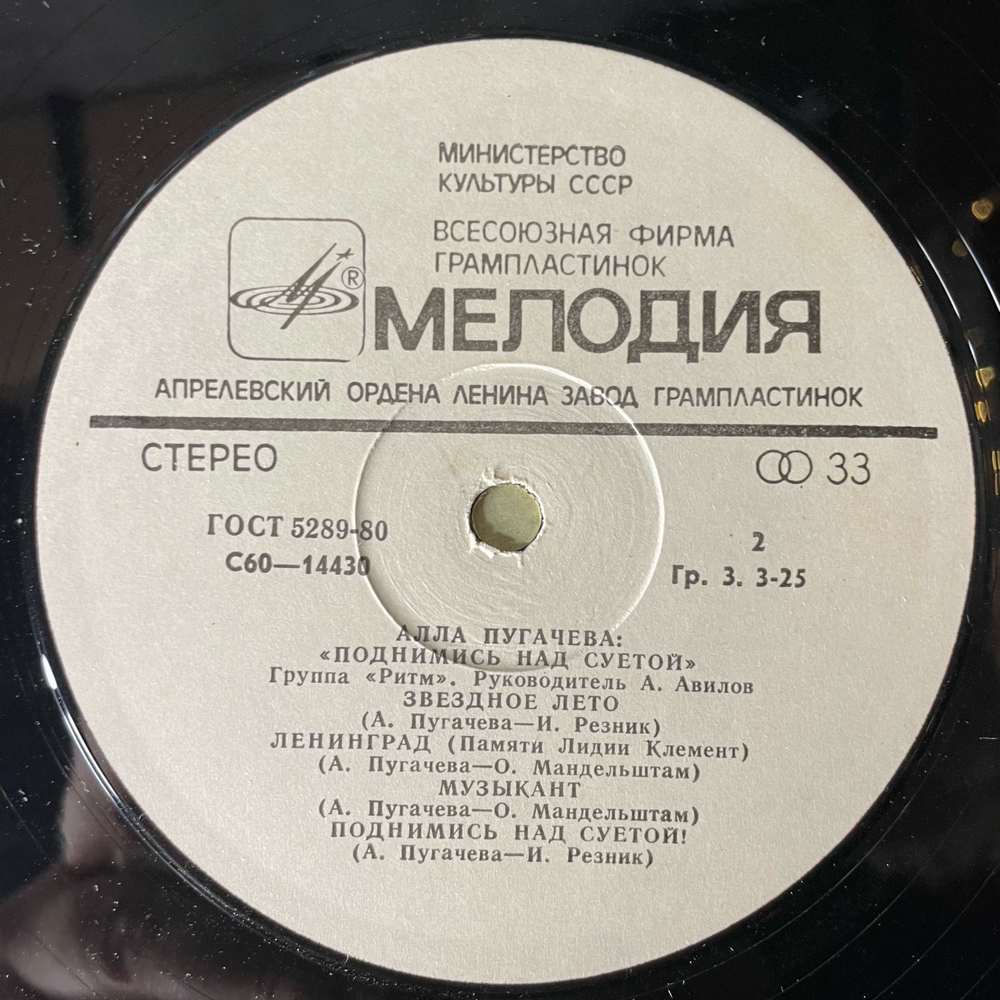 МИНИСТЕРСТВО
КУЛЬТУРЫ СССР
ВСЕСОЮЗНАЯ ФИРМА
ГРАМПЛАСТИНОК
®
МЕЛОДИЯ
АПРЕЛЕВСКИЙ ОРДЕНА ЛЕНИНА ЗАВОД ГРАМПЛАСТИНОК
СТЕРЕО 33
ГОСТ 5289-80 2
С60—14430 Гр. 3. 3-25
АЛЛА ПУГАЧЕВА:
«ПОДНИМИСЬ НАД СУЕТОЙ»
Группа «Ритм». Руководитель А. Авилов
ЗВЕЗДНОЕ ЛЕТО
(А. Пугачева—И. Резник)
ЛЕНИНГРАД (Памяти Лидии Клемент)
(А. Пугачева—О. Мандельштам)
МУЗЫКАНТ
(А. Пугачева—О. Мандельштам)
ПОДНИМИСЬ НАД СУЕТОЙ!
(А. Пугачева—И. Резник)